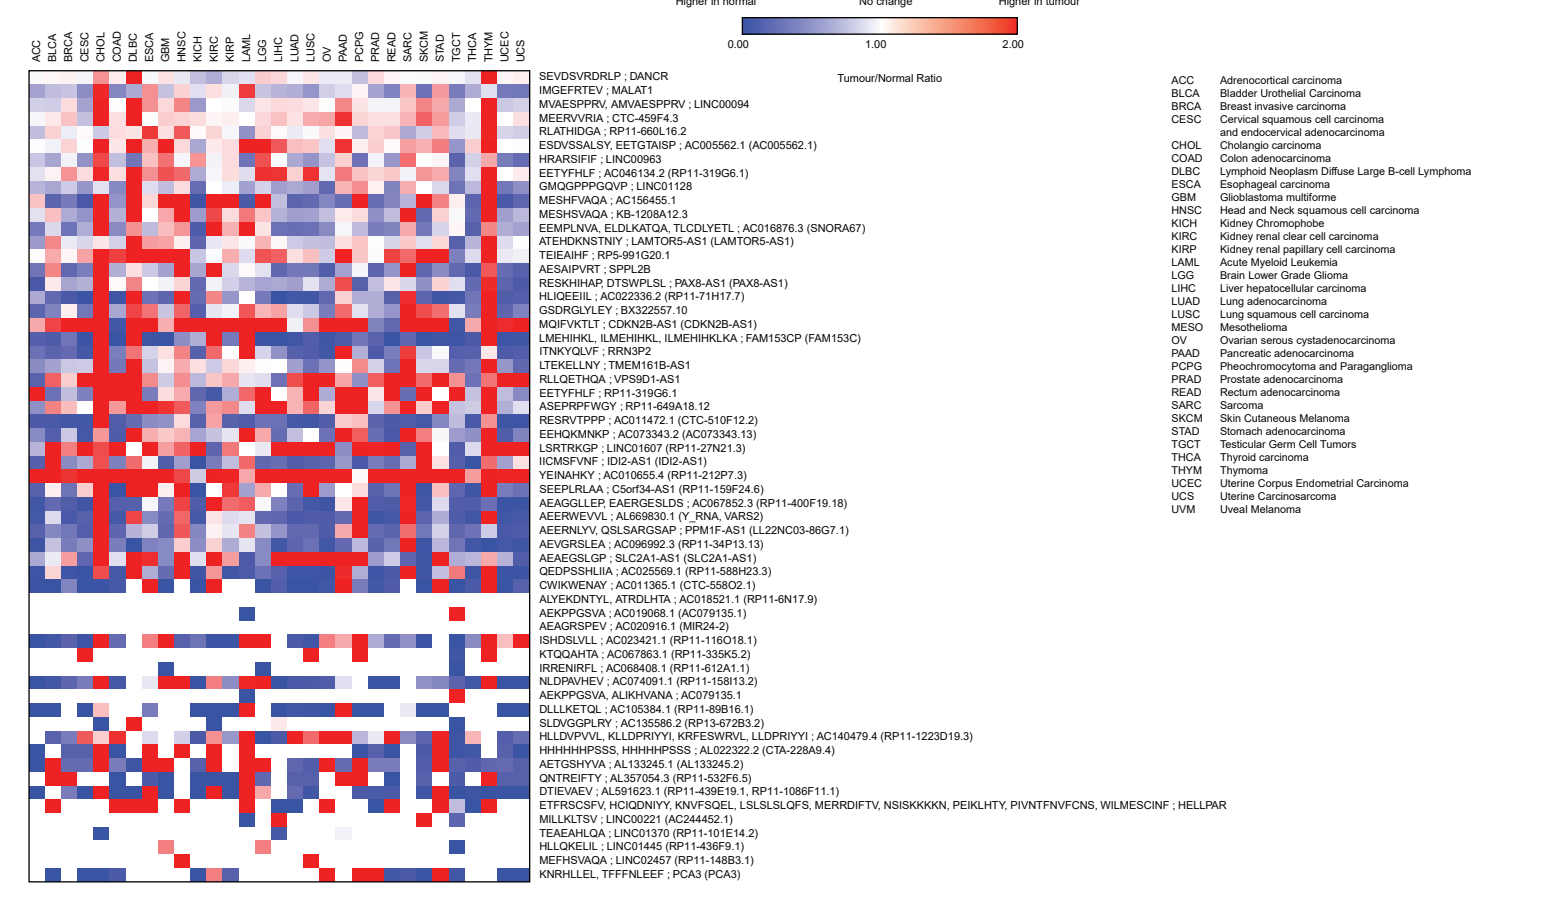 Higher in normal No change Higher in tumour
0.00 1.00 2.00
Tumour/Normal Ratio
ACC BLCA BRCA CESC CHOL COAD DLBC ESCA GBM HNSC KICH KIRC KIRP LAML LGG LIHC LUAD LUSC OV PAAD PCPG PRAD READ SARC SKCM STAD TGCT THCA THYM UCEC UCS
SEVDSVRDRLP ; DANCR
IMGEFRTEV ; MALAT1
MVAESPPRV, AMVAESPPRV ; LINC00094
MEERVVRIA ; CTC-459F4.3
RLATHIDGA ; RP11-660L16.2
ESDVSSALSY, EETGTAISP ; AC005562.1 (AC005562.1)
HRARSIFIF ; LINC00963
EETYFHLF ; AC046134.2 (RP11-319G6.1)
GMQGPPPGQVP ; LINC01128
MESHFVAQA ; AC156455.1
MESHSVAQA ; KB-1208A12.3
EEMPLNVA, ELDLKATQA, TLCDLYETL ; AC016876.3 (SNORA67)
ATEHDKNSTNIY ; LAMTOR5-AS1 (LAMTOR5-AS1)
TEIEAIHF ; RP5-991G20.1
AESAIPVRT ; SPPL2B
RESKHIHAP, DTSWPLSL ; PAX8-AS1 (PAX8-AS1)
HLIQEEIIL ; AC022336.2 (RP11-71H17.7)
GSDRGLYLEY ; BX322557.10
MQIFVKTLT ; CDKN2B-AS1 (CDKN2B-AS1)
LMEHIHKL, ILMEHIHKL, ILMEHIHKLKA ; FAM153CP (FAM153C)
ITNKYQLVF ; RRN3P2
LTEKELLNY ; TMEM161B-AS1
RLLQETHQA ; VPS9D1-AS1
EETYFHLF ; RP11-319G6.1
ASEPRPFWGY ; RP11-649A18.12
RESRVTPPP ; AC011472.1 (CTC-510F12.2)
EEHQKMNKP ; AC073343.2 (AC073343.13)
LSRTRKGP ; LINC01607 (RP11-27N21.3)
IICMSFVNF ; IDI2-AS1 (IDI2-AS1)
YEINAHKY ; AC010655.4 (RP11-212P7.3)
SEEPLRLAA ; C5orf34-AS1 (RP11-159F24.6)
AEAGGLLEP, EAERGESLDS ; AC067852.3 (RP11-400F19.18)
AEERWEVVL ; AL669830.1 (Y_RNA, VARS2)
AEERNLYV, QSLSARGSAP ; PPM1F-AS1 (LL22NC03-86G7.1)
AEVGRSLEA ; AC096992.3 (RP11-34P13.13)
AEAEGSLGP ; SLC2A1-AS1 (SLC2A1-AS1)
QEDPSSHLIIA ; AC025569.1 (RP11-588H23.3)
CWIKWENAY ; AC011365.1 (CTC-558O2.1)
ALYEKDNTYL, ATRDLHTA ; AC018521.1 (RP11-6N17.9)
AEKPPGSVA ; AC019068.1 (AC079135.1)
AEAGRSPEV ; AC020916.1 (MIR24-2)
ISHDSLVLL ; AC023421.1 (RP11-116O18.1)
KTQQAHTA ; AC067863.1 (RP11-335K5.2)
IRRENIRFL ; AC068408.1 (RP11-612A1.1)
NLDPAVHEV ; AC074091.1 (RP11-158I13.2)
AEKPPGSVA, ALIKHVANA ; AC079135.1
DLLLKETQL ; AC105384.1 (RP11-89B16.1)
SLDVGGPLRY ; AC135586.2 (RP13-672B3.2)
HLLDVPVVL, KLLDPRIYYI, KRFESWRVL, LLDPRIYYI ; AC140479.4 (RP11-1223D19.3)
HHHHHHPSSS, HHHHHPSSS ; AL022322.2 (CTA-228A9.4)
AETGSHYVA ; AL133245.1 (AL133245.2)
QNTREIFTY ; AL357054.3 (RP11-532F6.5)
DTIEVAEV ; AL591623.1 (RP11-439E19.1, RP11-1086F11.1)
ETFRSCSFV, HCIQDNIYY, KNVFSQEL, LSLSLSLQFS, MERRDIFTV, NSISKKKKN, PEIKLHTY, PIVNTFNVFCNS, WILMESCINF ; HELLPAR
MILLKLTSV ; LINC00221 (AC244452.1)
TEAEAHLQA ; LINC01370 (RP11-101E14.2)
HLLQKELIL ; LINC01445 (RP11-436F9.1)
MEFHSVAQA ; LINC02457 (RP11-148B3.1)
KNRHLLEL, TFFFNLEEF ; PCA3 (PCA3)
ACC Adrenocortical carcinoma
BLCA Bladder Urothelial Carcinoma
BRCA Breast invasive carcinoma
CESC Cervical squamous cell carcinoma
and endocervical adenocarcinoma
CHOL Cholangio carcinoma
COAD Colon adenocarcinoma
DLBC Lymphoid Neoplasm Diffuse Large B-cell Lymphoma
ESCA Esophageal carcinoma
GBM Glioblastoma multiforme
HNSC Head and Neck squamous cell carcinoma
KICH Kidney Chromophobe
KIRC Kidney renal clear cell carcinoma
KIRP Kidney renal papillary cell carcinoma
LAML Acute Myeloid Leukemia
LGG Brain Lower Grade Glioma
LIHC Liver hepatocellular carcinoma
LUAD Lung adenocarcinoma
LUSC Lung squamous cell carcinoma
MESO Mesothelioma
OV Ovarian serous cystadenocarcinoma
PAAD Pancreatic adenocarcinoma
PCPG Pheochromocytoma and Paraganglioma
PRAD Prostate adenocarcinoma
READ Rectum adenocarcinoma
SARC Sarcoma
SKCM Skin Cutaneous Melanoma
STAD Stomach adenocarcinoma
TGCT Testicular Germ Cell Tumors
THCA Thyroid carcinoma
THYM Thymoma
UCEC Uterine Corpus Endometrial Carcinoma
UCS Uterine Carcinosarcoma
UVM Uveal Melanoma